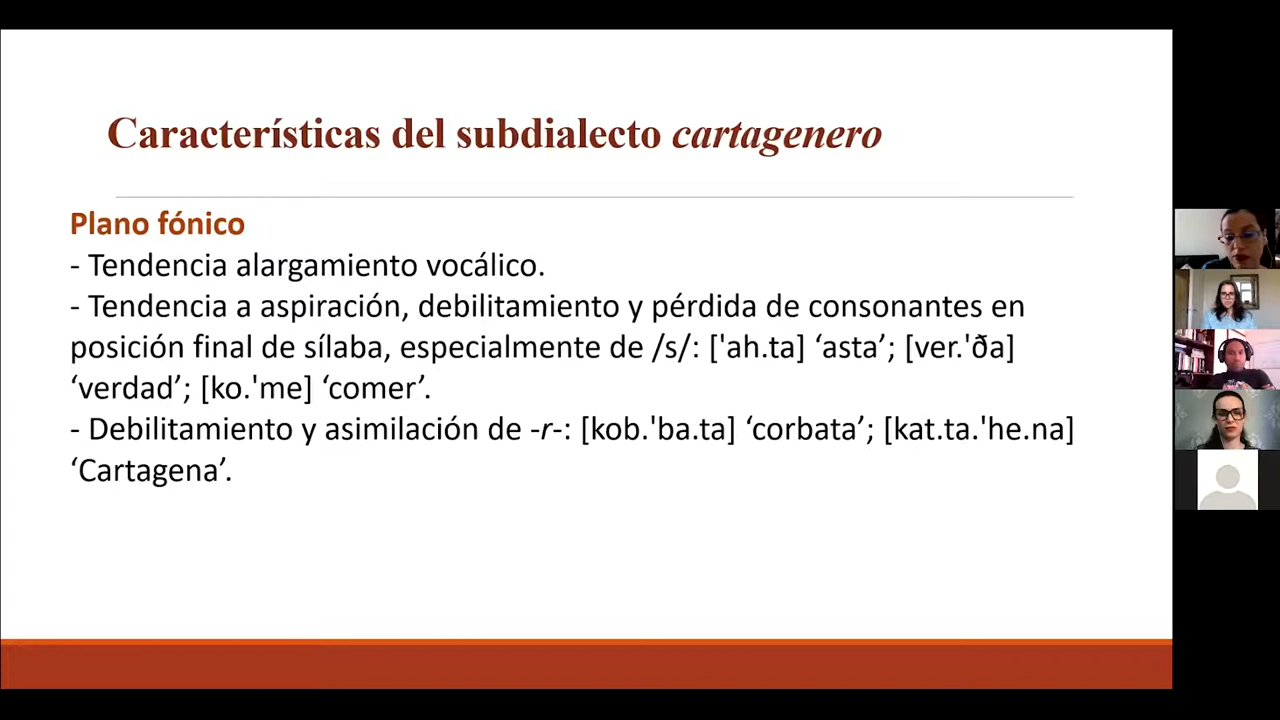 Características del subdialecto cartagenero
Plano fónico
- Tendencia alargamiento vocálico.
- Tendencia a aspiración, debilitamiento y pérdida de consonantes en
posición final de sílaba, especialmente de /s/: ['ah.ta] ‘asta’; [ver.'ða]
‘verdad’; [ko.'me] ‘comer’.
- Debilitamiento y asimilación de -r-: [kob.'ba.ta] ‘corbata’; [kat.ta.'he.na]
‘Cartagena’.